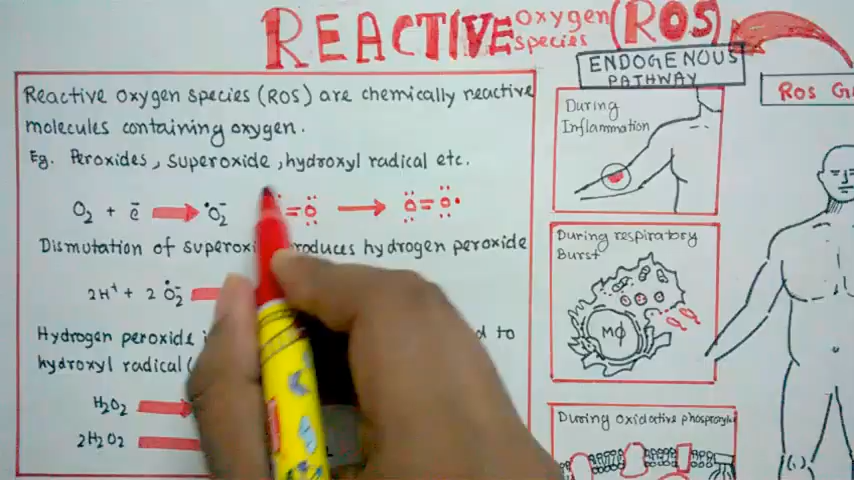 REACTIVE oxygen species (ROS)
Reactive oxygen species (ROS) are chemically reactive
molecules containing oxygen.
Eg. Peroxides, superoxide, hydroxyl radical etc.
O₂ + e̅ •O₂⁻ =O → O=O•
Dismutation of superoxi produces hydrogen peroxide
2H⁺ + 2 •O₂⁻
Hydrogen peroxide i d to
hydroxyl radical (
H₂O₂
2H₂O₂
ENDOGENOUS
PATHWAY
During
Inflammation
During respiratory
Burst
MΦ
During oxidative phosphoryla
Ros G